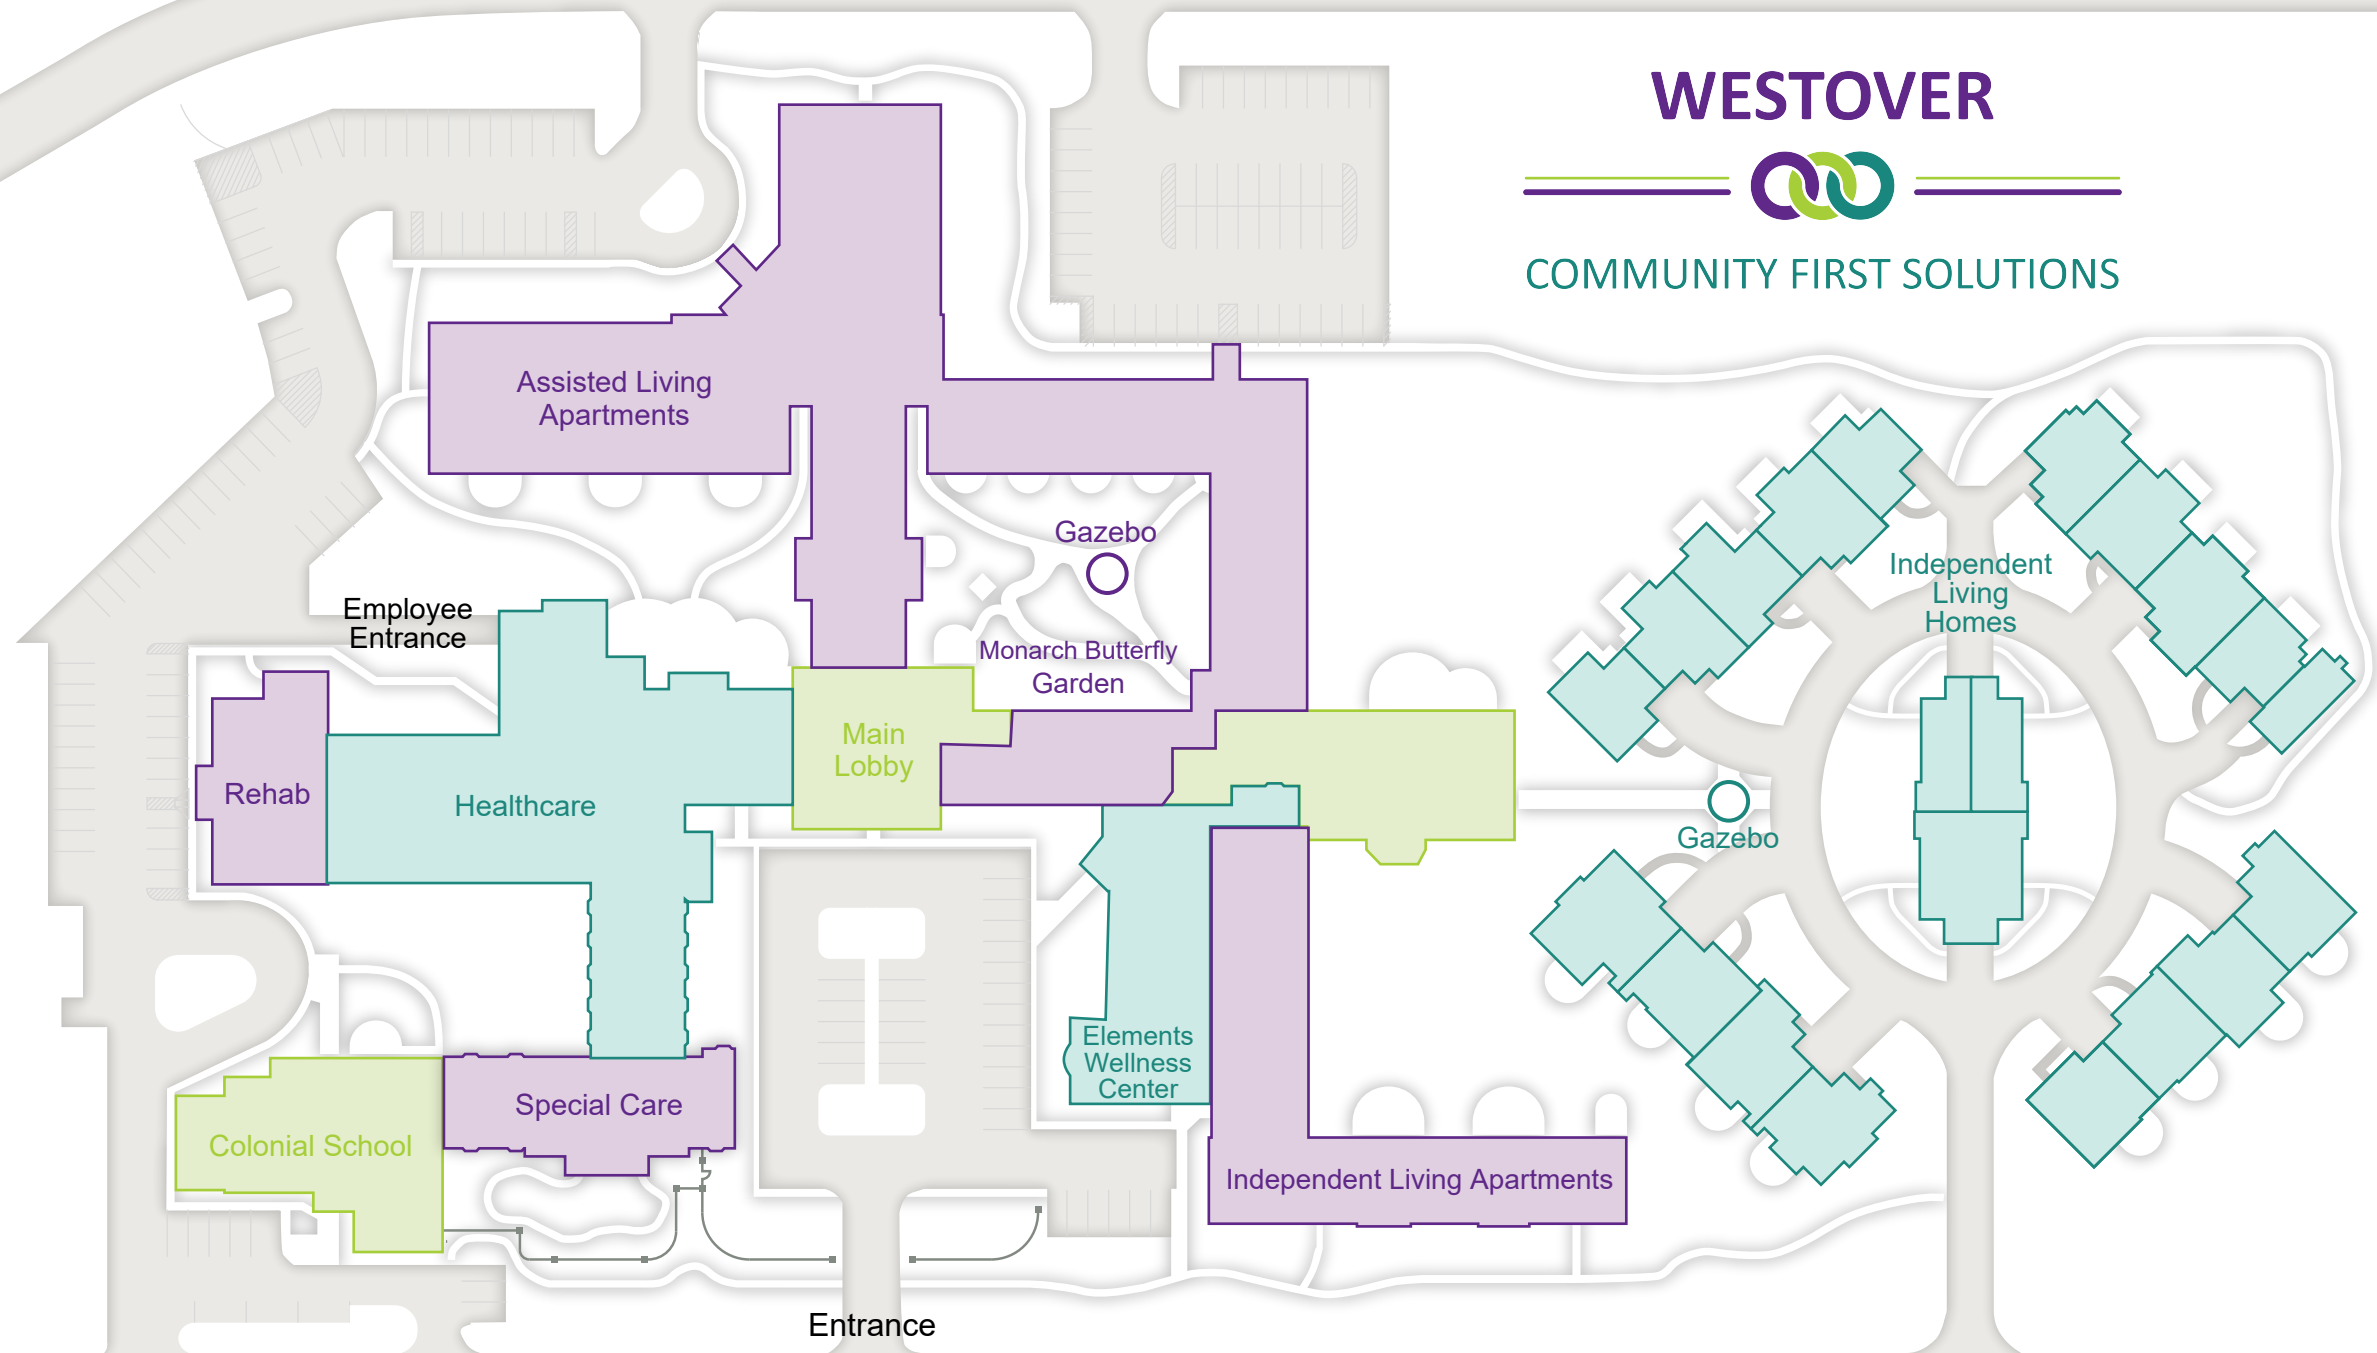 WESTOVER
COMMUNITY FIRST SOLUTIONS
Assisted Living
Apartments
Gazebo
Independent
Living
Homes
Employee
Entrance
Monarch Butterfly
Garden
Main
Lobby
Rehab
Healthcare
Gazebo
Elements
Wellness
Center
Special Care
Colonial School
Independent Living Apartments
Entrance